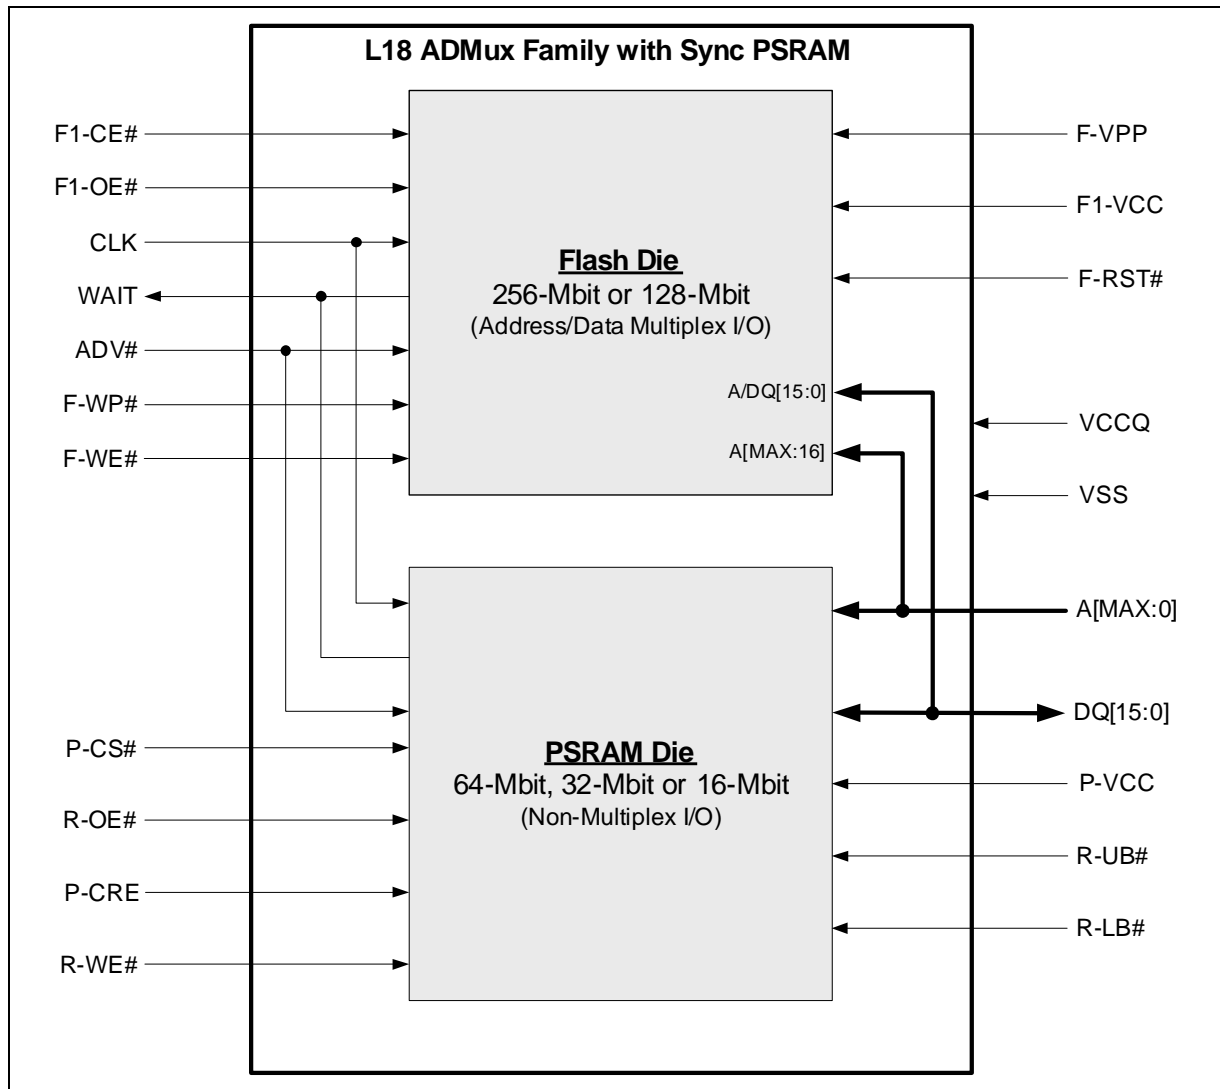 L18 ADMux Family with Sync PSRAM
F1-CE#
F1-OE#
CLK
WAIT
ADV#
F-WP#
F-WE#
Flash Die
256-Mbit or 128-Mbit
(Address/Data Multiplex I/O)
A/DQ[15:0]
A[MAX:16]
F-VPP
F1-VCC
F-RST#
VCCQ
VSS
A[MAX:0]
DQ[15:0]
P-CS#
R-OE#
P-CRE
R-WE#
PSRAM Die
64-Mbit, 32-Mbit or 16-Mbit
(Non-Multiplex I/O)
P-VCC
R-UB#
R-LB#